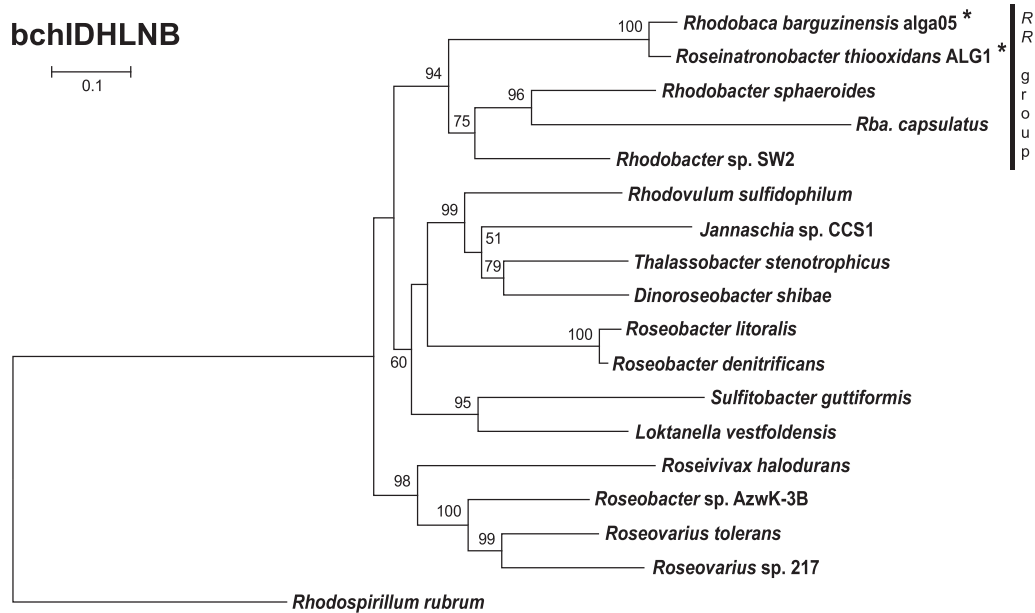 bchIDHLNB
0.1
100
Rhodobaca barguzinensis alga05 *
Roseinatronobacter thiooxidans ALG1 *
94
96
Rhodobacter sphaeroides
Rba. capsulatus
75
Rhodobacter sp. SW2
R
R
g
r
o
u
p
Rhodovulum sulfidophilum
99
Jannaschia sp. CCS1
51
79
Thalassobacter stenotrophicus
Dinoroseobacter shibae
Roseobacter litoralis
100
Roseobacter denitrificans
60
Sulfitobacter guttiformis
95
Loktanella vestfoldensis
Roseivivax halodurans
98
Roseobacter sp. AzwK-3B
100
Roseovarius tolerans
99
Roseovarius sp. 217
Rhodospirillum rubrum